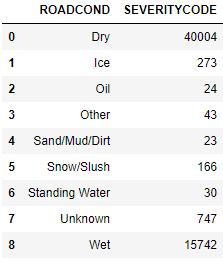 ROADCOND SEVERITYCODE
0 Dry 40004
1 Ice 273
2 Oil 24
3 Other 43
4 Sand/Mud/Dirt 23
5 Snow/Slush 166
6 Standing Water 30
7 Unknown 747
8 Wet 15742